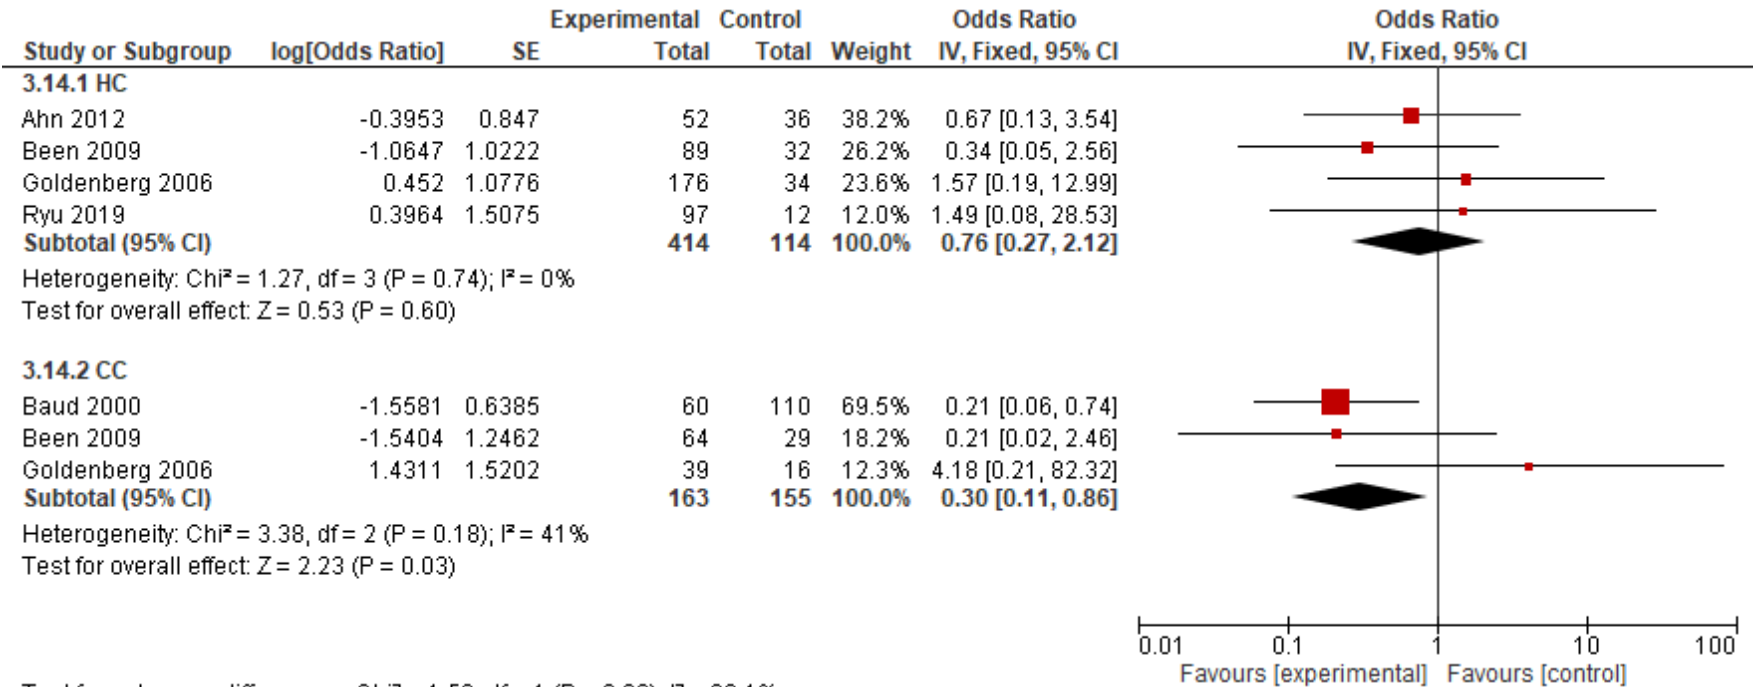 Experimental Control Odds Ratio Odds Ratio
Study or Subgroup log[Odds Ratio] SE Total Total Weight IV, Fixed, 95% CI IV, Fixed, 95% CI
3.14.1 HC
Ahn 2012 -0.3953 0.847 52 36 38.2% 0.67 [0.13, 3.54]
Been 2009 -1.0647 1.0222 89 32 26.2% 0.34 [0.05, 2.56]
Goldenberg 2006 0.452 1.0776 176 34 23.6% 1.57 [0.19, 12.99]
Ryu 2019 0.3964 1.5075 97 12 12.0% 1.49 [0.08, 28.53]
Subtotal (95% CI) 414 114 100.0% 0.76 [0.27, 2.12]
Heterogeneity: Chi² = 1.27, df = 3 (P = 0.74); I² = 0%
Test for overall effect: Z = 0.53 (P = 0.60)
3.14.2 CC
Baud 2000 -1.5581 0.6385 60 110 69.5% 0.21 [0.06, 0.74]
Been 2009 -1.5404 1.2462 64 29 18.2% 0.21 [0.02, 2.46]
Goldenberg 2006 1.4311 1.5202 39 16 12.3% 4.18 [0.21, 82.32]
Subtotal (95% CI) 163 155 100.0% 0.30 [0.11, 0.86]
Heterogeneity: Chi² = 3.38, df = 2 (P = 0.18); I² = 41%
Test for overall effect: Z = 2.23 (P = 0.03)
0.01 0.1 1 10 100
Favours [experimental] Favours [control]